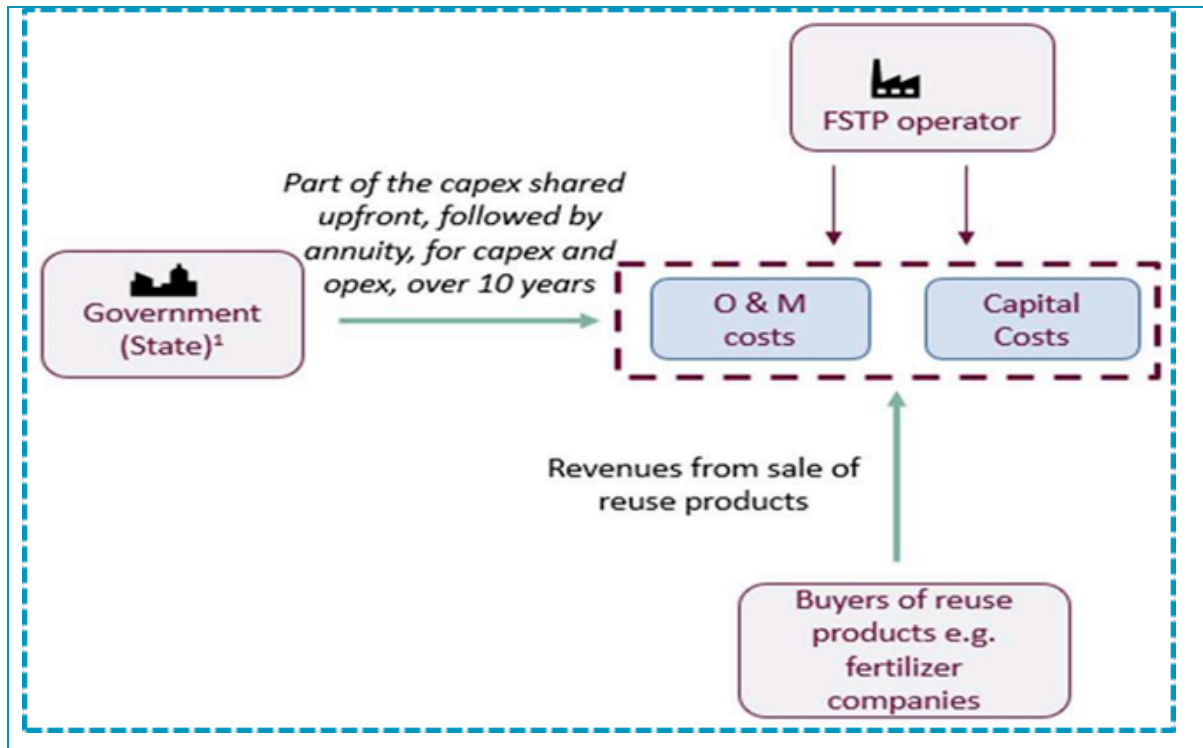 FSTP operator
Part of the capex shared
upfront, followed by
annuity, for capex and
opex, over 10 years
Government
(State)¹
O & M
costs
Capital
Costs
Revenues from sale of
reuse products
Buyers of reuse
products e.g.
fertilizer
companies